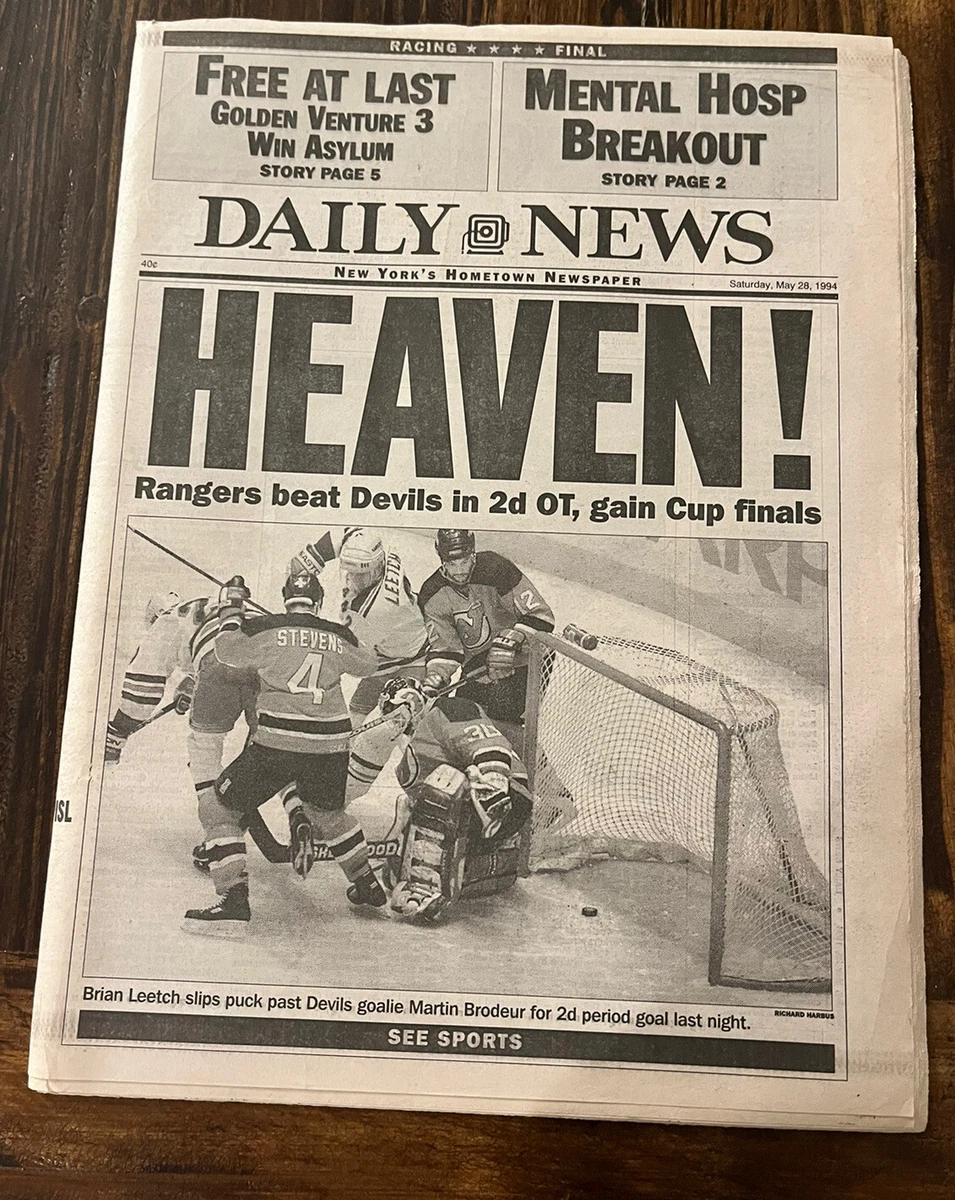 RACING ★ ★ ★ ★ FINAL
FREE AT LAST
GOLDEN VENTURE 3
WIN ASYLUM
STORY PAGE 5
MENTAL HOSP
BREAKOUT
STORY PAGE 2
DAILY NEWS
40¢
NEW YORK'S HOMETOWN NEWSPAPER
Saturday, May 28, 1994
HEAVEN!
Rangers beat Devils in 2d OT, gain Cup finals
LEETCH
STEVENS
4
2
30
ISL
Brian Leetch slips puck past Devils goalie Martin Brodeur for 2d period goal last night.
RICHARD HARBUS
SEE SPORTS